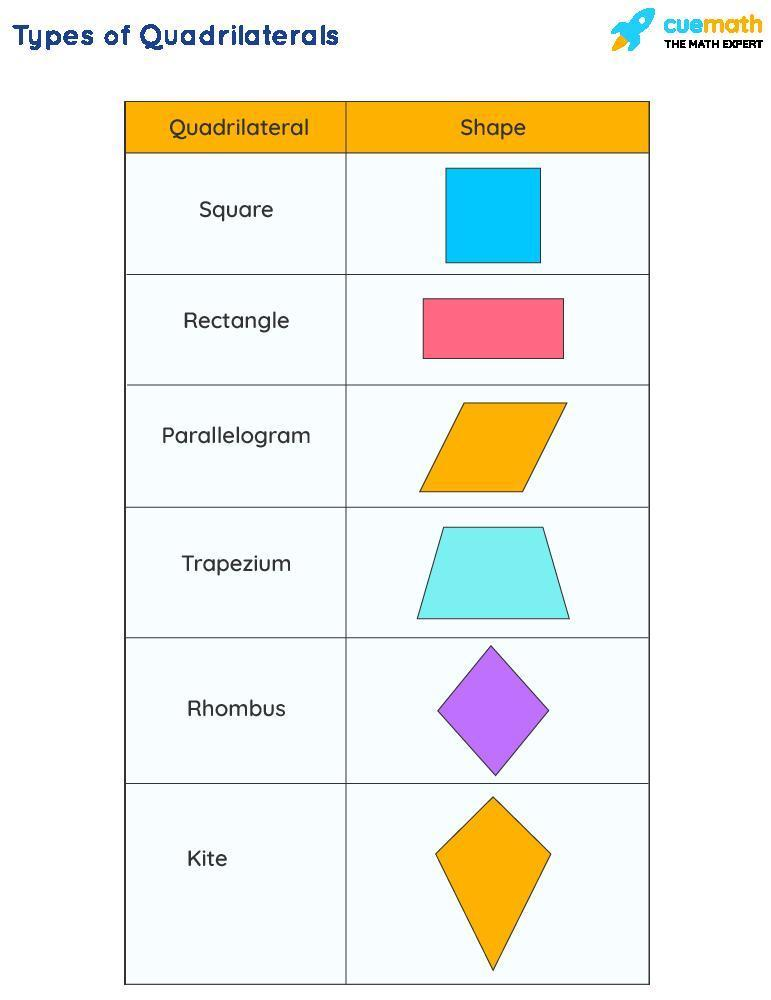 Types of Quadrilaterals
cuemath
THE MATH EXPERT
Quadrilateral Shape
Square
Rectangle
Parallelogram
Trapezium
Rhombus
Kite